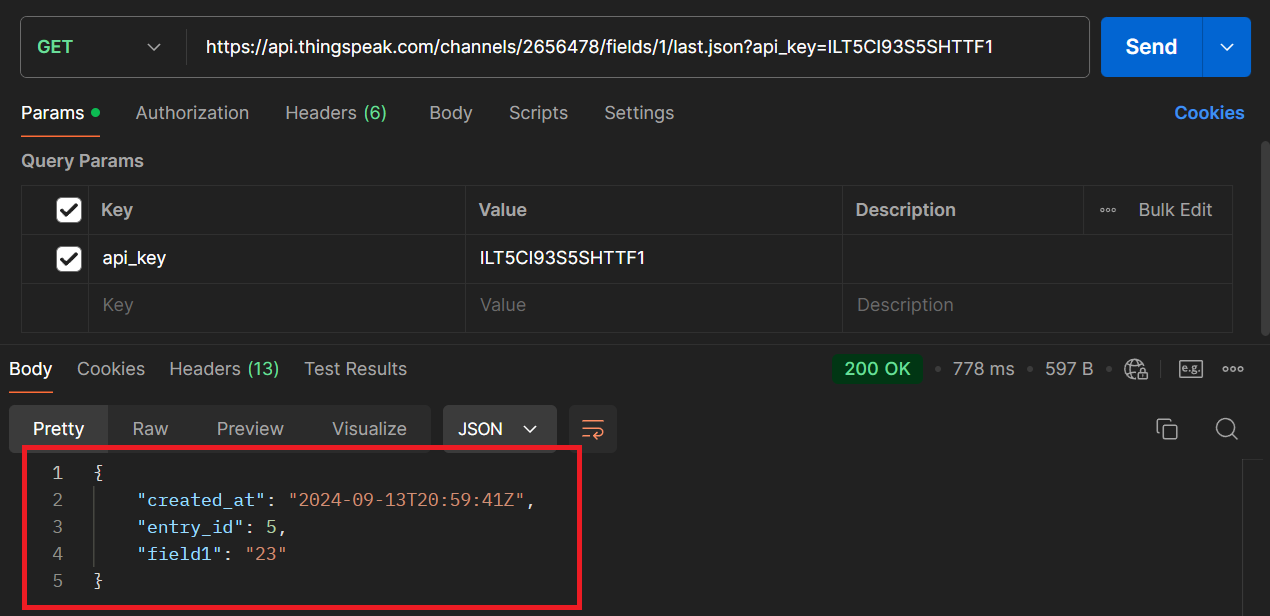 GET https://api.thingspeak.com/channels/2656478/fields/1/last.json?api_key=ILT5CI93S5SHTTF1 Send
Params Authorization Headers (6) Body Scripts Settings Cookies
Query Params
Key Value Description Bulk Edit
api_key ILT5CI93S5SHTTF1
Key Value Description
Body Cookies Headers (13) Test Results 200 OK 778 ms 597 B e.g.
Pretty Raw Preview Visualize JSON
1 {
2 "created_at": "2024-09-13T20:59:41Z",
3 "entry_id": 5,
4 "field1": "23"
5 }